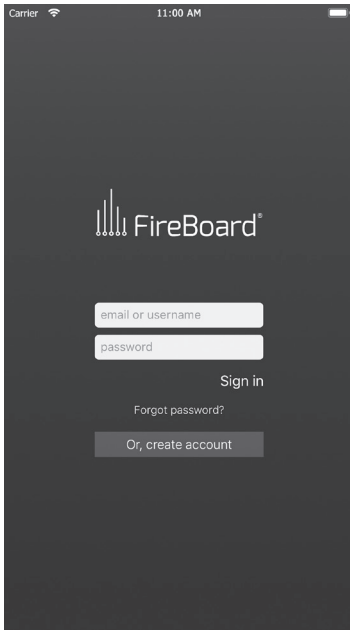 Carrier 11:00 AM
FireBoard®
email or username
password
Sign in
Forgot password?
Or, create account